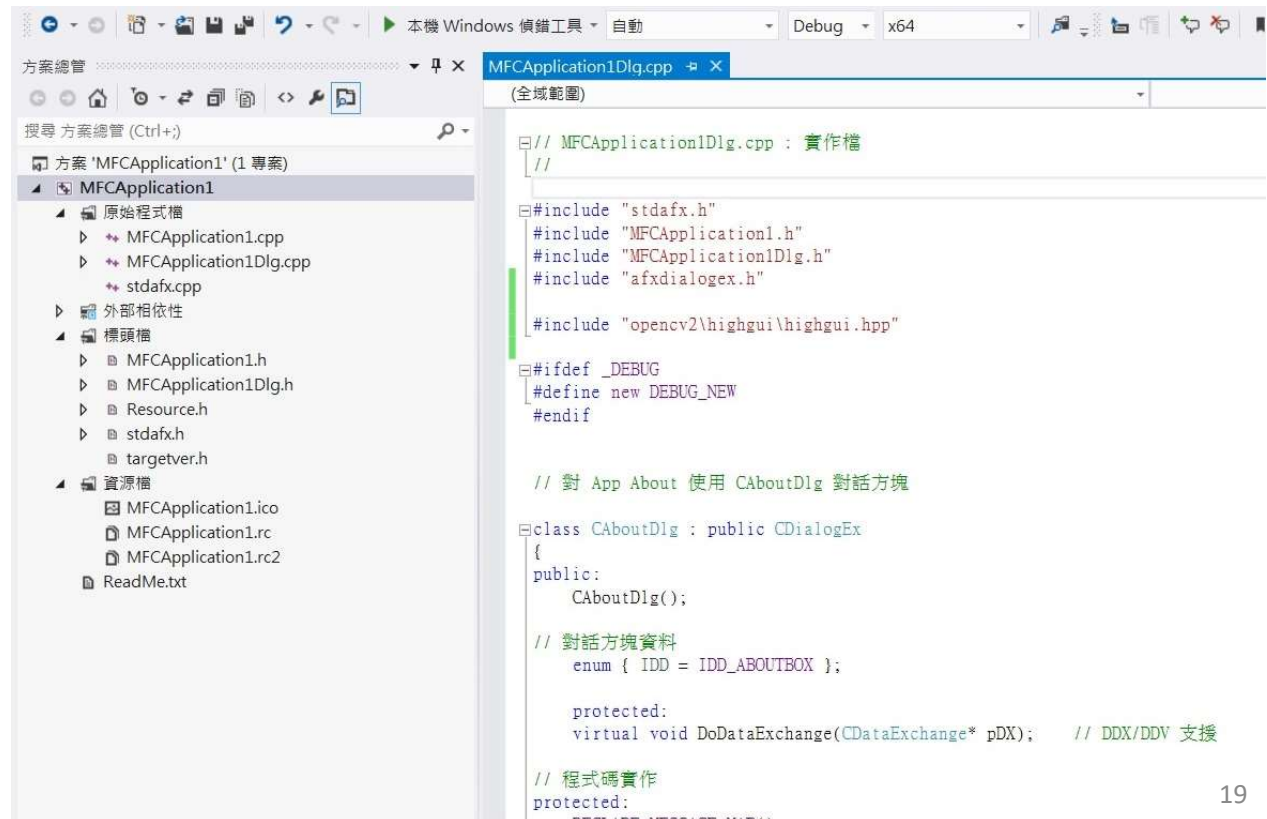 本機 Windows 偵錯工具 自動 Debug x64
方案總管
搜尋 方案總管 (Ctrl+;)
方案 'MFCApplication1' (1 專案)
MFCApplication1
原始程式檔
MFCApplication1.cpp
MFCApplication1Dlg.cpp
stdafx.cpp
外部相依性
標頭檔
MFCApplication1.h
MFCApplication1Dlg.h
Resource.h
stdafx.h
targetver.h
資源檔
MFCApplication1.ico
MFCApplication1.rc
MFCApplication1.rc2
ReadMe.txt
MFCApplication1Dlg.cpp
(全域範圍)
// MFCApplication1Dlg.cpp : 實作檔
//
#include "stdafx.h"
#include "MFCApplication1.h"
#include "MFCApplication1Dlg.h"
#include "afxdialogex.h"
#include "opencv2\highgui\highgui.hpp"
#ifdef _DEBUG
#define new DEBUG_NEW
#endif
// 對 App About 使用 CAboutDlg 對話方塊
class CAboutDlg : public CDialogEx
{
public:
CAboutDlg();
// 對話方塊資料
enum { IDD = IDD_ABOUTBOX };
protected:
virtual void DoDataExchange(CDataExchange* pDX); // DDX/DDV 支援
// 程式碼實作
protected:
19